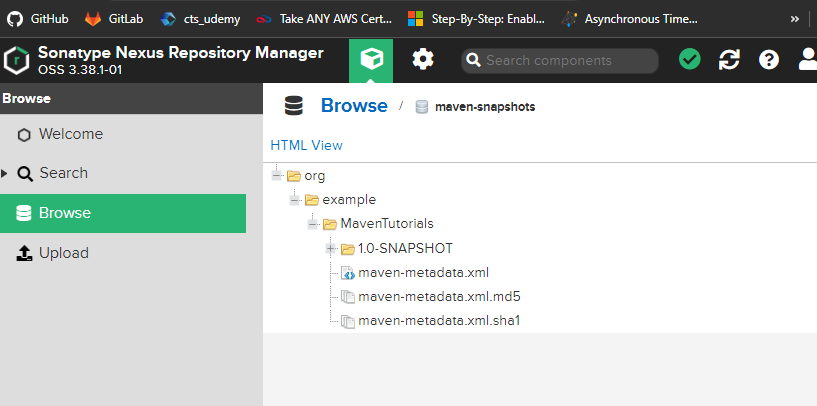 GitHub GitLab cts_udemy Take ANY AWS Cert... Step-By-Step: Enabl... Asynchronous Time... »
Sonatype Nexus Repository Manager
OSS 3.38.1-01
Search components
Browse
Browse / maven-snapshots
Welcome
HTML View
Search
org
example
Browse
MavenTutorials
Upload
1.0-SNAPSHOT
maven-metadata.xml
maven-metadata.xml.md5
maven-metadata.xml.sha1